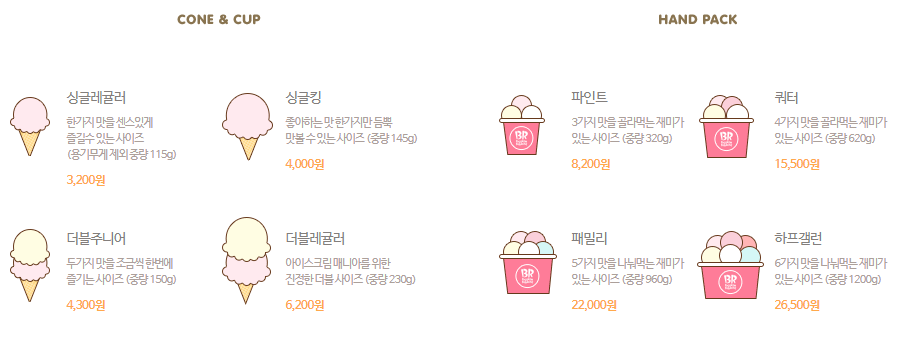 CONE & CUP
싱글레귤러
한가지 맛을 센스있게
즐길수 있는 사이즈
(용기무게 제외 중량 115g)
3,200원
싱글킹
좋아하는 맛 한가지만 듬뿍
맛볼 수 있는 사이즈 (중량 145g)
4,000원
더블주니어
두가지 맛을 조금씩 한번에
즐기는 사이즈 (중량 150g)
4,300원
더블레귤러
아이스크림 매니아를 위한
진정한 더블 사이즈 (중량 230g)
6,200원
HAND PACK
파인트
3가지 맛을 골라먹는 재미가
있는 사이즈 (중량 320g)
8,200원
쿼터
4가지 맛을 골라먹는 재미가
있는 사이즈 (중량 620g)
15,500원
패밀리
5가지 맛을 나눠먹는 재미가
있는 사이즈 (중량 960g)
22,000원
하프갤런
6가지 맛을 나눠먹는 재미가
있는 사이즈 (중량 1200g)
26,500원
BR
BR
BR
BR